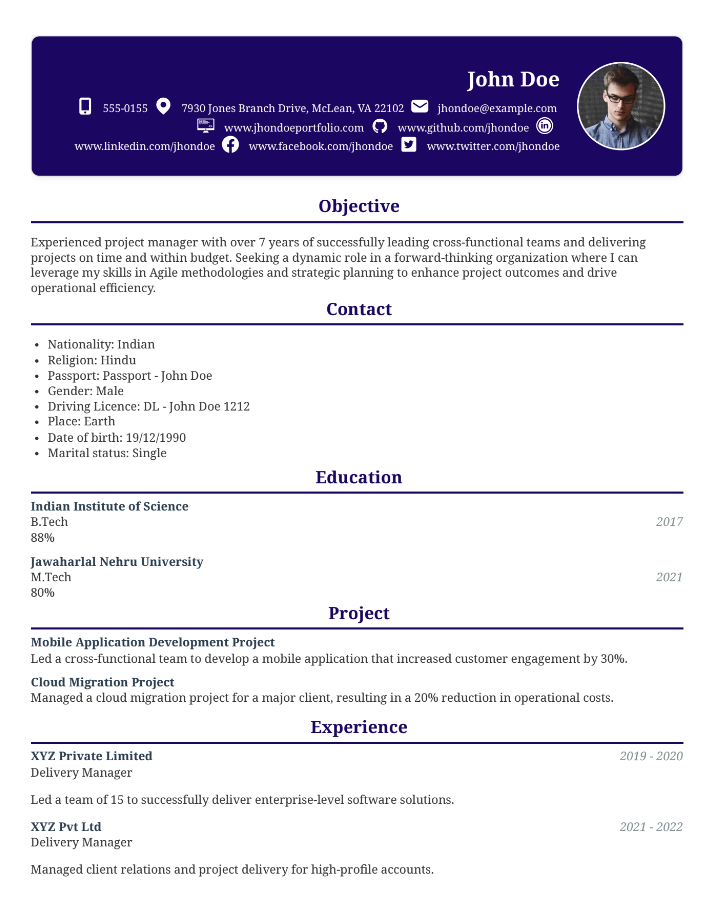 John Doe
555-0155 7930 Jones Branch Drive, McLean, VA 22102 jhondoe@example.com
www.jhondoeportfolio.com www.github.com/jhondoe
www.linkedin.com/jhondoe www.facebook.com/jhondoe www.twitter.com/jhondoe
Objective
Experienced project manager with over 7 years of successfully leading cross-functional teams and delivering
projects on time and within budget. Seeking a dynamic role in a forward-thinking organization where I can
leverage my skills in Agile methodologies and strategic planning to enhance project outcomes and drive
operational efficiency.
Contact
• Nationality: Indian
• Religion: Hindu
• Passport: Passport - John Doe
• Gender: Male
• Driving Licence: DL - John Doe 1212
• Place: Earth
• Date of birth: 19/12/1990
• Marital status: Single
Education
Indian Institute of Science
B.Tech 2017
88%
Jawaharlal Nehru University
M.Tech 2021
80%
Project
Mobile Application Development Project
Led a cross-functional team to develop a mobile application that increased customer engagement by 30%.
Cloud Migration Project
Managed a cloud migration project for a major client, resulting in a 20% reduction in operational costs.
Experience
XYZ Private Limited 2019 - 2020
Delivery Manager
Led a team of 15 to successfully deliver enterprise-level software solutions.
XYZ Pvt Ltd 2021 - 2022
Delivery Manager
Managed client relations and project delivery for high-profile accounts.